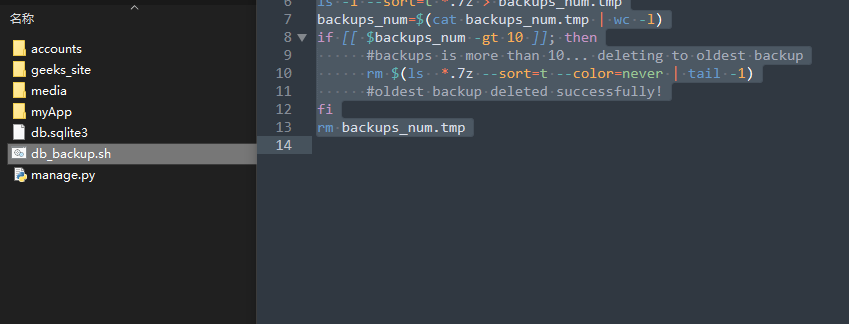 名称
accounts
geeks_site
media
myApp
db.sqlite3
db_backup.sh
manage.py
6 ls -1 --sort=t *.7z > backups_num.tmp
7 backups_num=$(cat backups_num.tmp | wc -l)
8 if [[ $backups_num -gt 10 ]]; then
9 #backups is more than 10... deleting to oldest backup
10 rm $(ls *.7z --sort=t --color=never | tail -1)
11 #oldest backup deleted successfully!
12 fi
13 rm backups_num.tmp
14